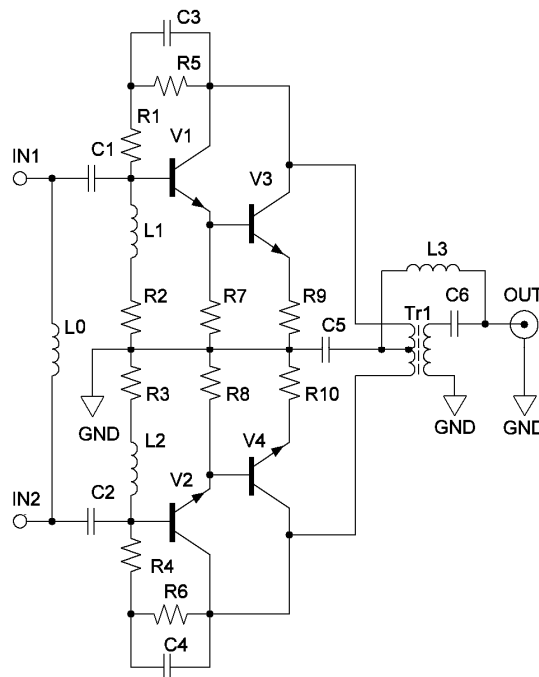 C3
R5
R1
V1
C1
IN1
V3
L1
L3
R2
R7
R9
C5
Tr1
C6
OUT
L0
R3
R8
R10
GND
GND
GND
L2
V4
V2
IN2
C2
R4
R6
C4